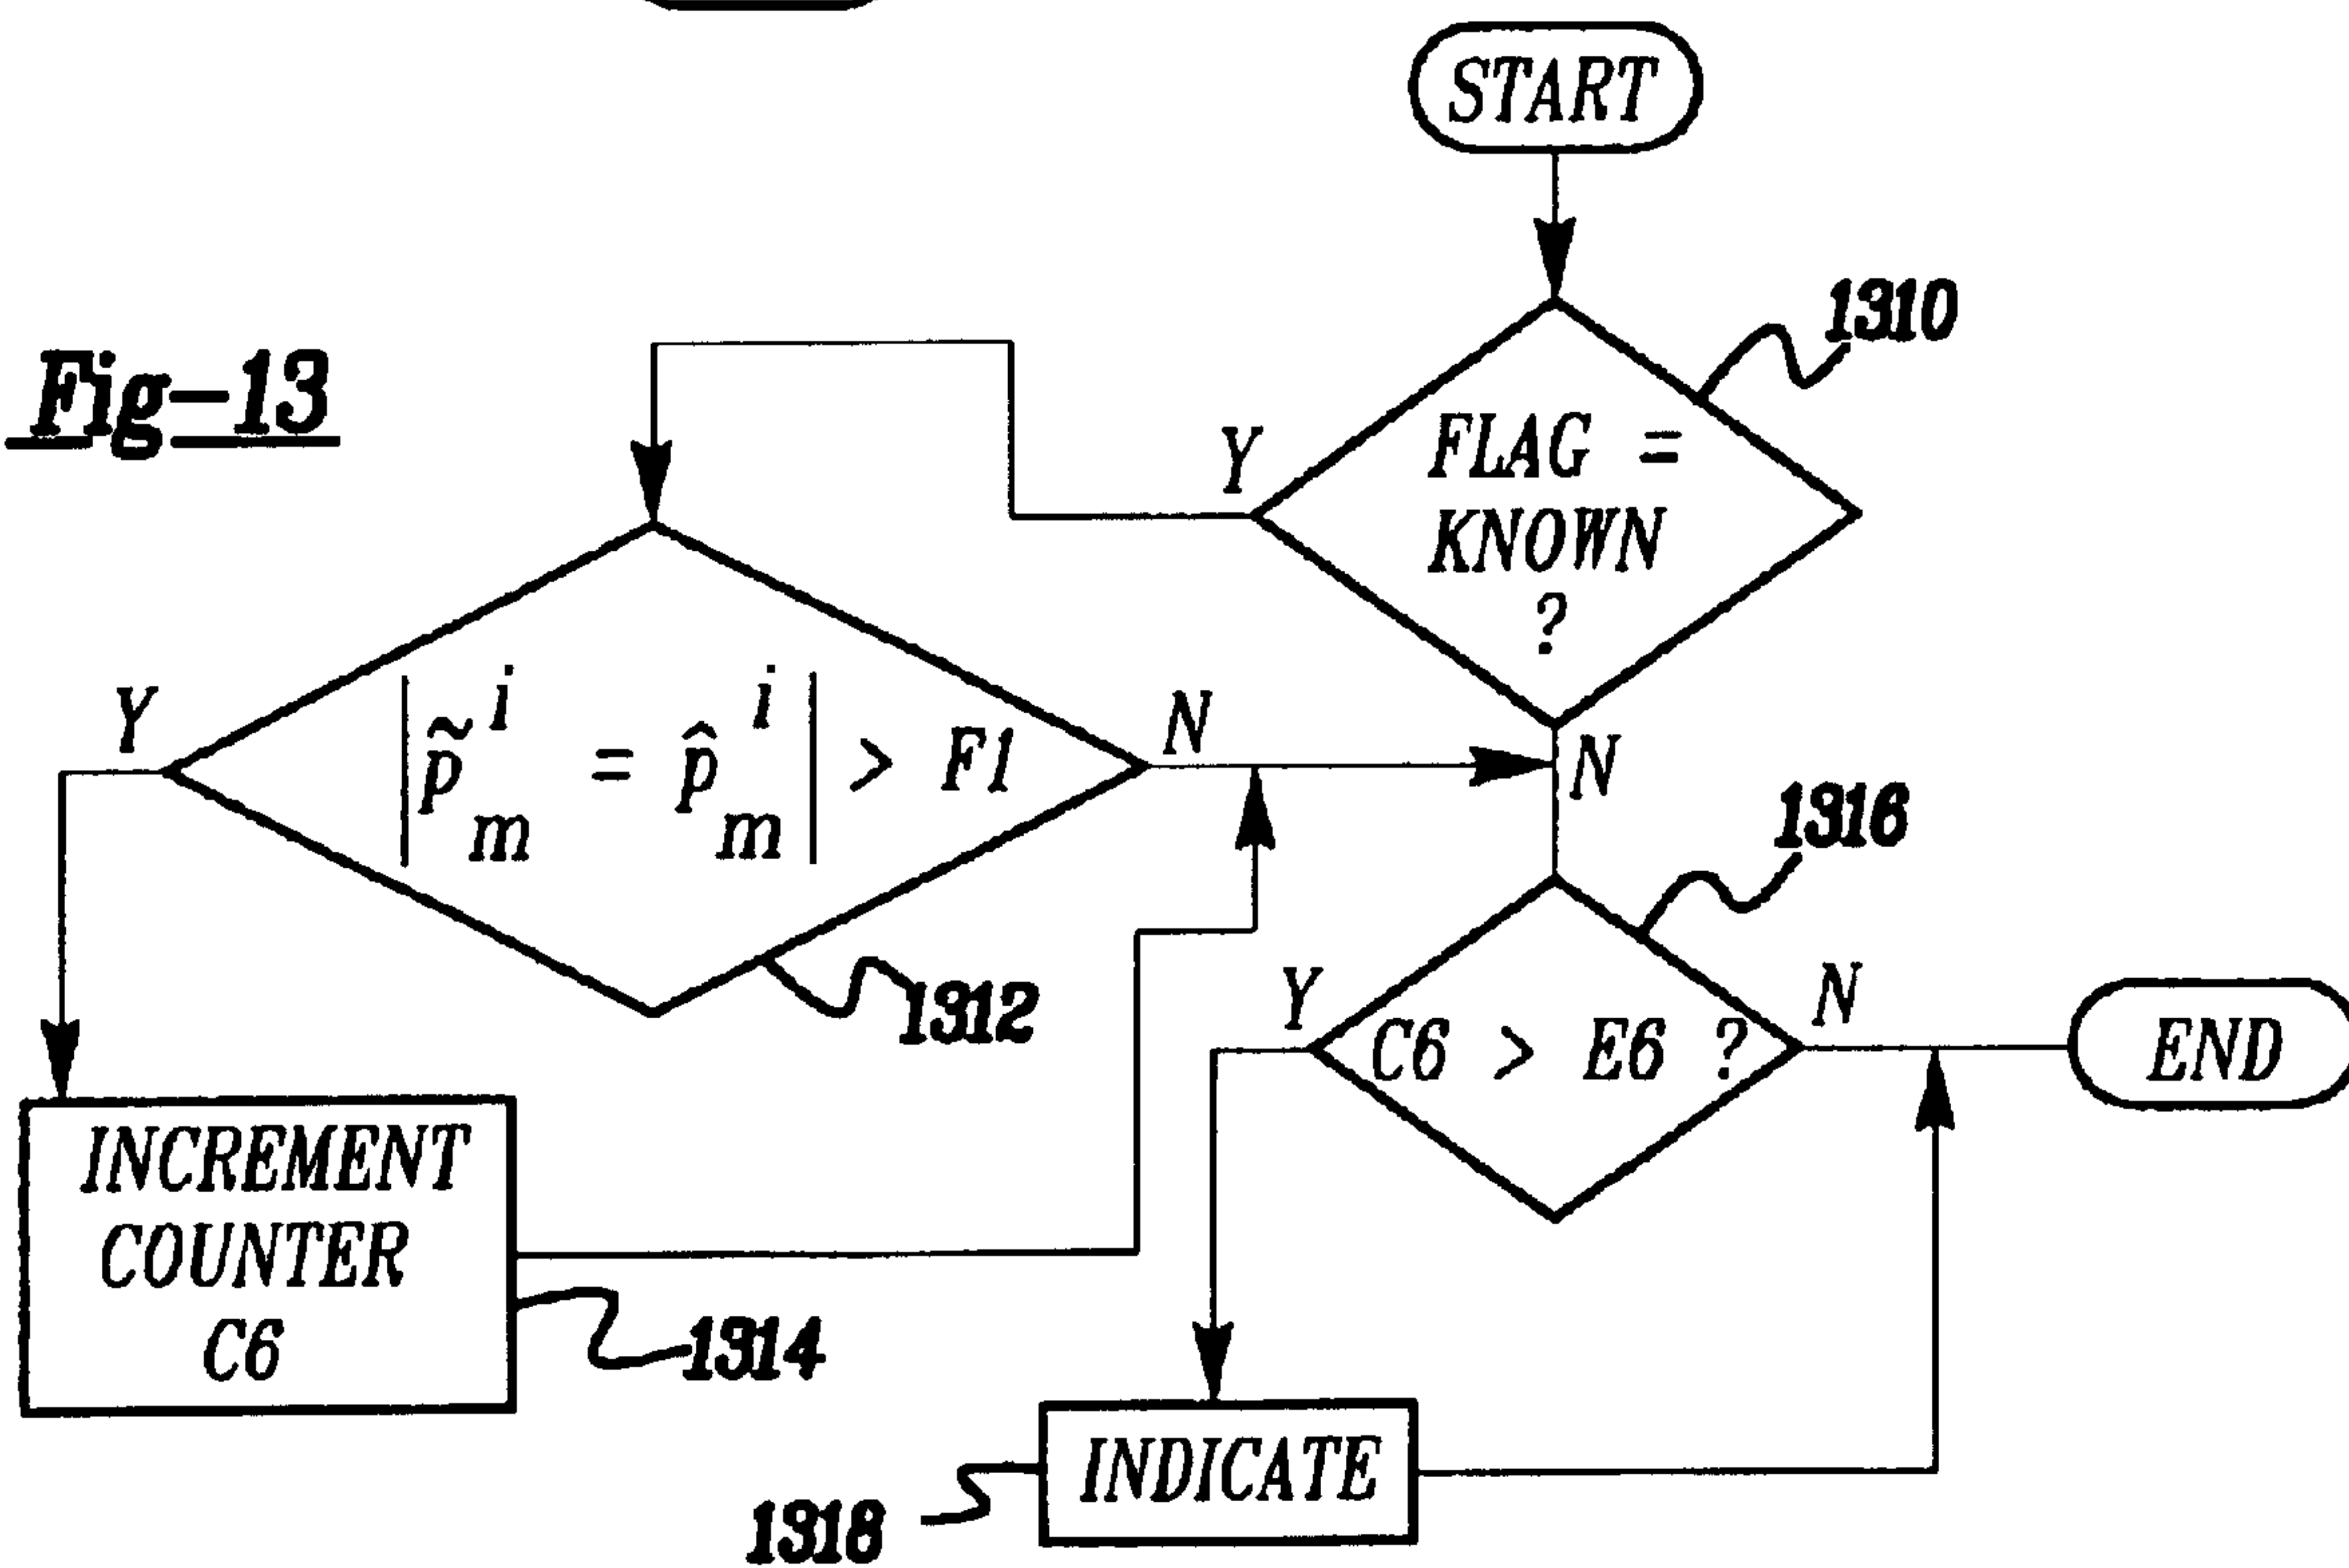 START
1310
Fig-13
Y
FLAG =
KNOWN
?
Y
| p̃ᵢₘ = p̂ᵢₘ | > F1
N
N
1316
1312
Y
C6 > E6 ?
N
END
INCREMENT
COUNTER
C6
1314
INDICATE
1318